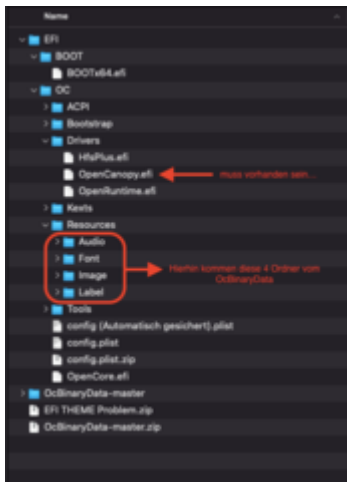 Name
EFI
BOOT
BOOTx64.efi
OC
ACPI
Bootstrap
Drivers
HfsPlus.efi
OpenCanopy.efi
muss vorhanden sein...
OpenRuntime.efi
Kexts
Resources
Audio
Font
Hierhin kommen diese 4 Ordner vom
OcBinaryData
Image
Label
Tools
config (Automatisch gesichert).plist
config.plist
config.plist.zip
OpenCore.efi
OcBinaryData-master
EFI THEME Problem.zip
OcBinaryData-master.zip